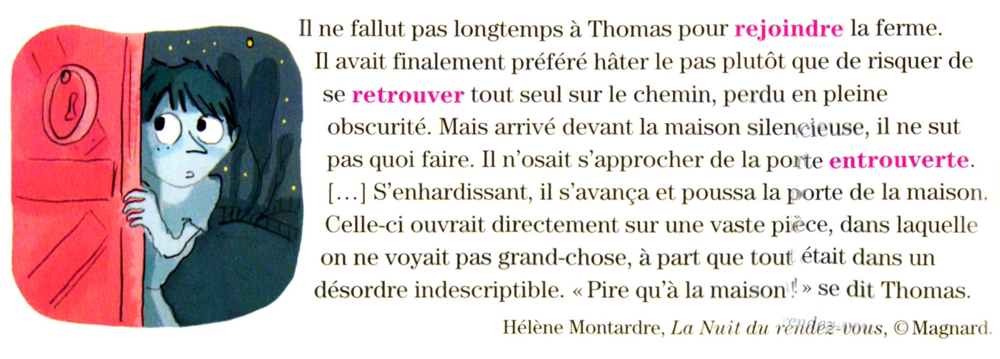 Il ne fallut pas longtemps à Thomas pour rejoindre la ferme.
Il avait finalement préféré hâter le pas plutôt que de risquer de
se retrouver tout seul sur le chemin, perdu en pleine
obscurité. Mais arrivé devant la maison silencieuse, il ne sut
pas quoi faire. Il n'osait s'approcher de la porte entrouverte.
[…] S'enhardissant, il s'avança et poussa la porte de la maison.
Celle-ci ouvrait directement sur une vaste pièce, dans laquelle
on ne voyait pas grand-chose, à part que tout était dans un
désordre indescriptible. « Pire qu'à la maison ! » se dit Thomas.
Hélène Montardre, La Nuit du rendez-vous, © Magnard.